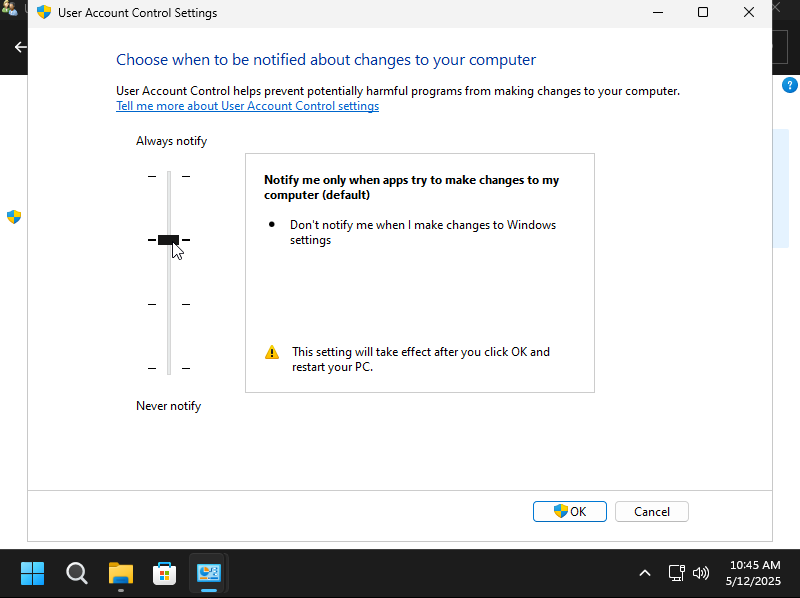 User Account Control Settings
Choose when to be notified about changes to your computer
User Account Control helps prevent potentially harmful programs from making changes to your computer.
Tell me more about User Account Control settings
Always notify
Notify me only when apps try to make changes to my
computer (default)
Don't notify me when I make changes to Windows
settings
This setting will take effect after you click OK and
restart your PC.
Never notify
OK
Cancel
10:45 AM
5/12/2025